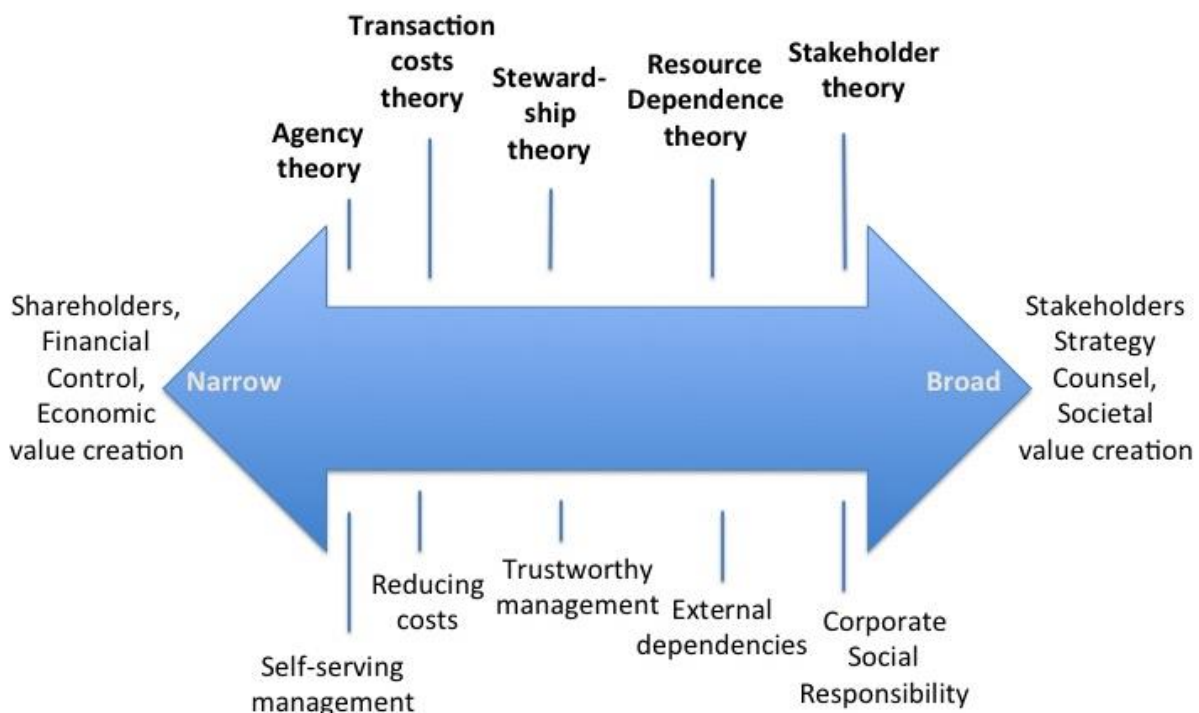 Transaction
costs
theory
Steward-
ship
theory
Resource
Dependence
theory
Stakeholder
theory
Agency
theory
Shareholders,
Financial
Control,
Economic
value creation
Narrow
Broad
Stakeholders
Strategy
Counsel,
Societal
value creation
Self-serving
management
Reducing
costs
Trustworthy
management
External
dependencies
Corporate
Social
Responsibility